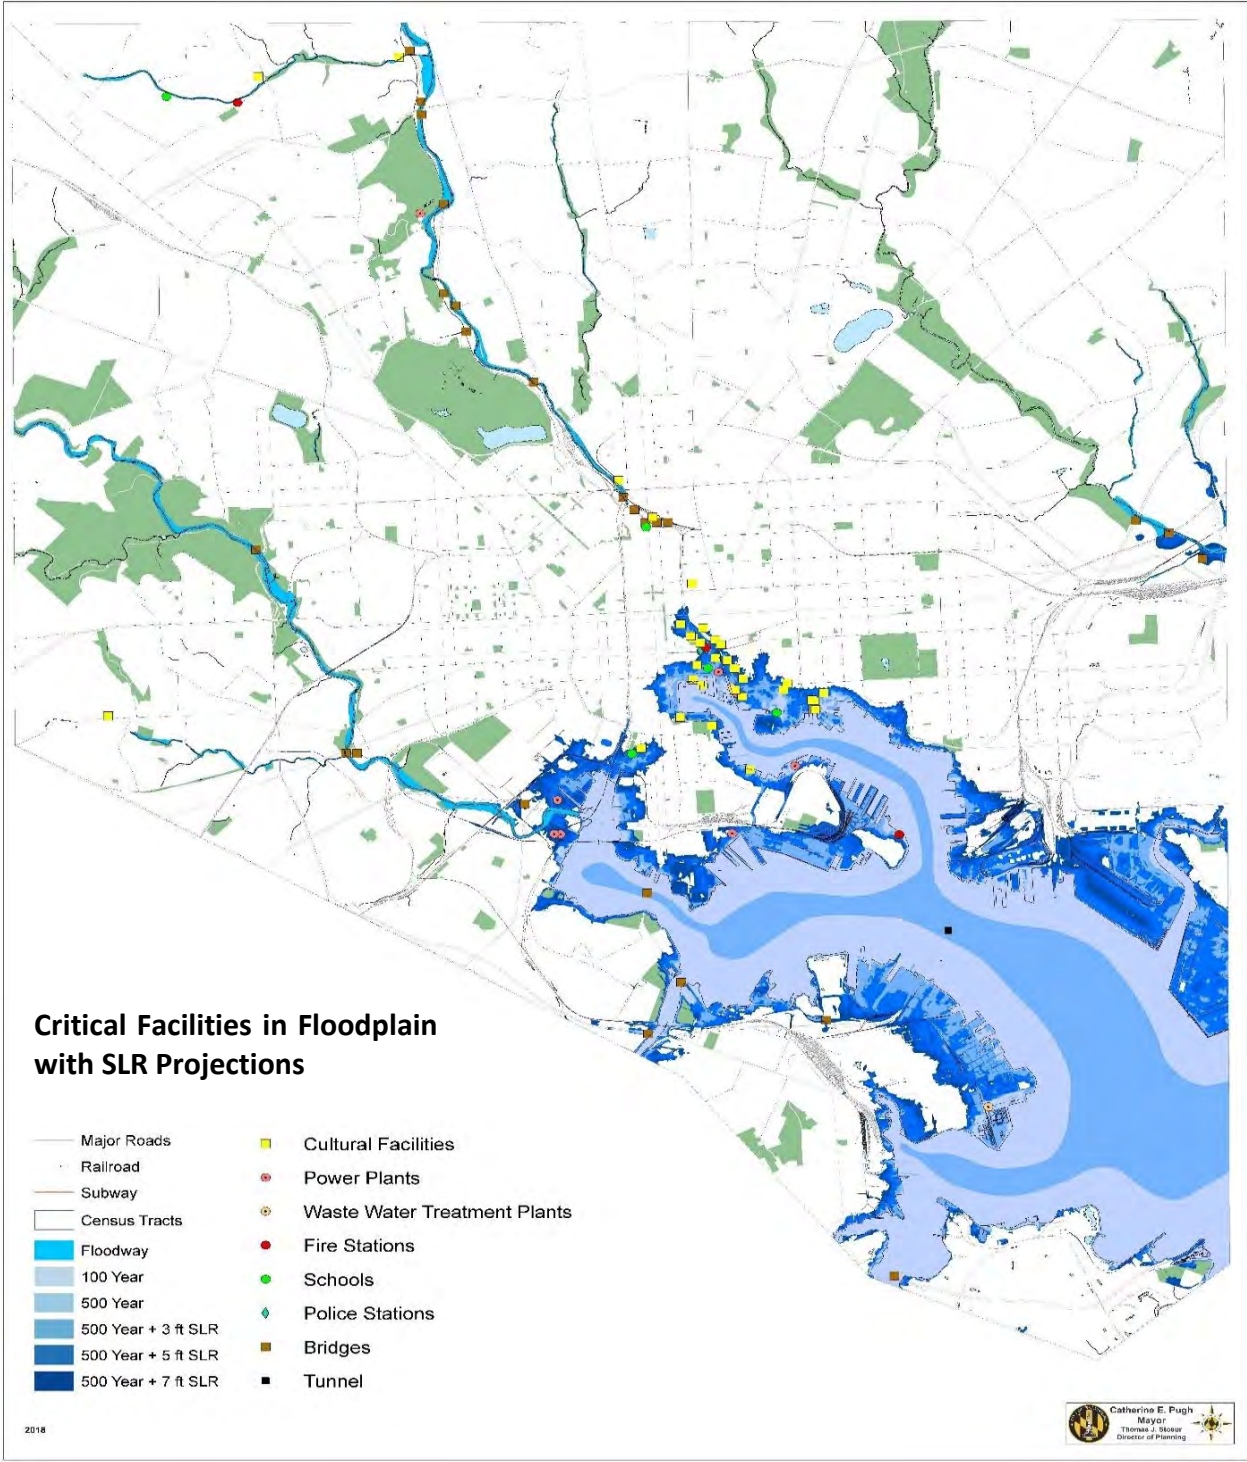 Critical Facilities in Floodplain
with SLR Projections
Major Roads
Railroad
Subway
Census Tracts
Floodway
100 Year
500 Year
500 Year + 3 ft SLR
500 Year + 5 ft SLR
500 Year + 7 ft SLR
Cultural Facilities
Power Plants
Waste Water Treatment Plants
Fire Stations
Schools
Police Stations
Bridges
Tunnel
2018
Catherine E. Pugh
Mayor
Thomas J. Stosur
Director of Planning